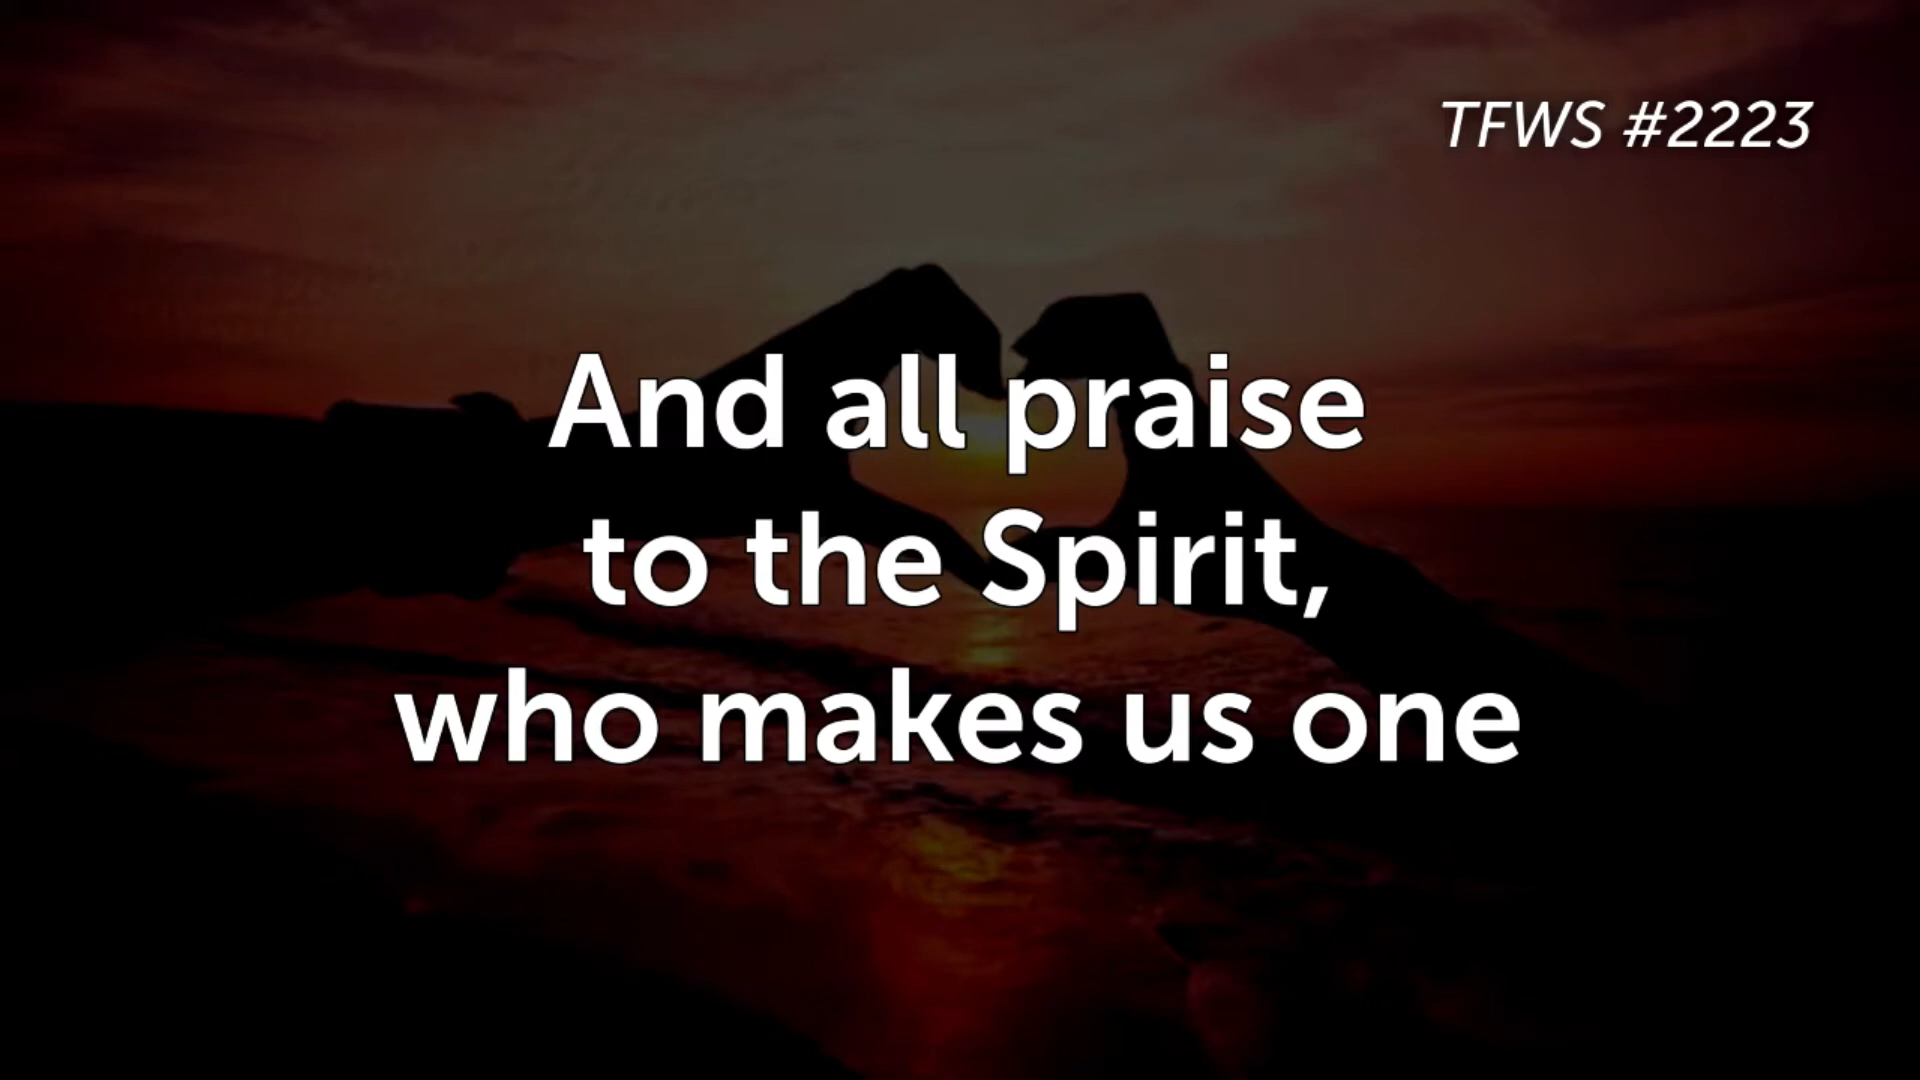 TFWS #2223
And all praise
to the Spirit,
who makes us one